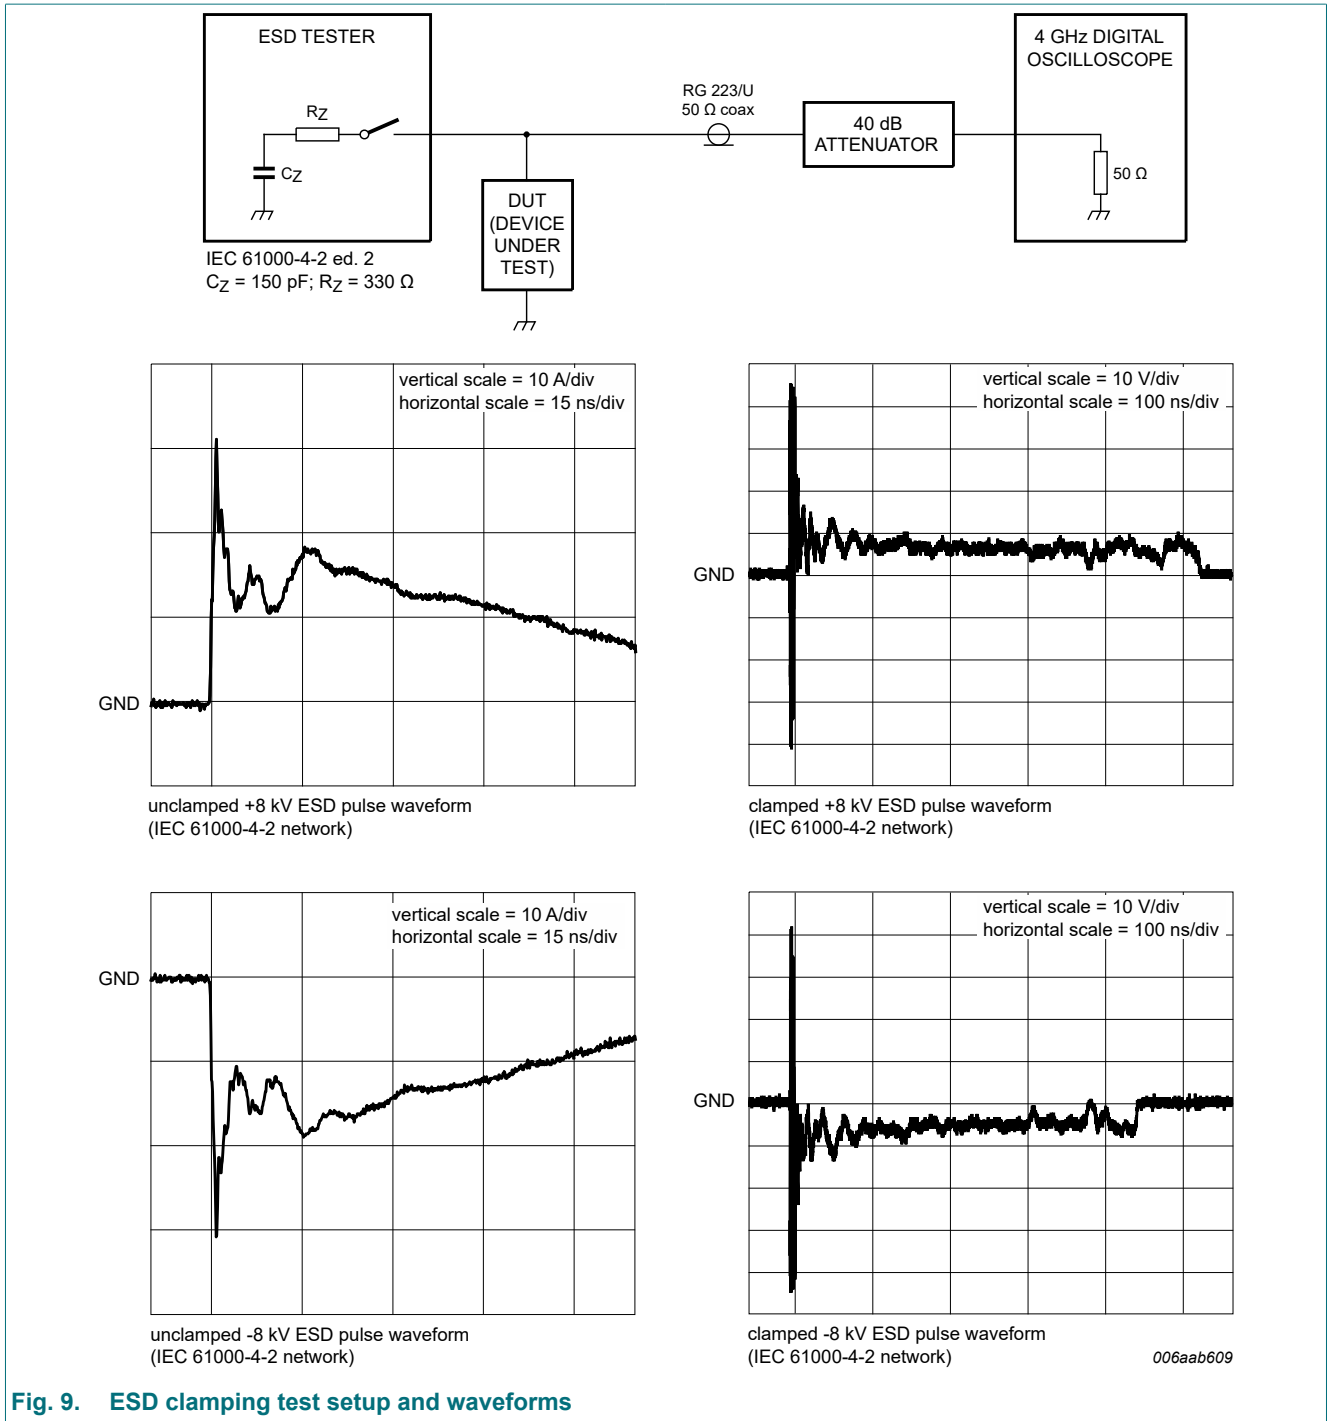 ESD TESTER
RZ
CZ
IEC 61000-4-2 ed. 2
CZ = 150 pF; RZ = 330 Ω
DUT
(DEVICE
UNDER
TEST)
RG 223/U
50 Ω coax
40 dB
ATTENUATOR
4 GHz DIGITAL
OSCILLOSCOPE
50 Ω
vertical scale = 10 A/div
horizontal scale = 15 ns/div
GND
unclamped +8 kV ESD pulse waveform
(IEC 61000-4-2 network)
vertical scale = 10 V/div
horizontal scale = 100 ns/div
GND
clamped +8 kV ESD pulse waveform
(IEC 61000-4-2 network)
vertical scale = 10 A/div
horizontal scale = 15 ns/div
GND
unclamped -8 kV ESD pulse waveform
(IEC 61000-4-2 network)
vertical scale = 10 V/div
horizontal scale = 100 ns/div
GND
clamped -8 kV ESD pulse waveform
(IEC 61000-4-2 network)
006aab609
Fig. 9. ESD clamping test setup and waveforms